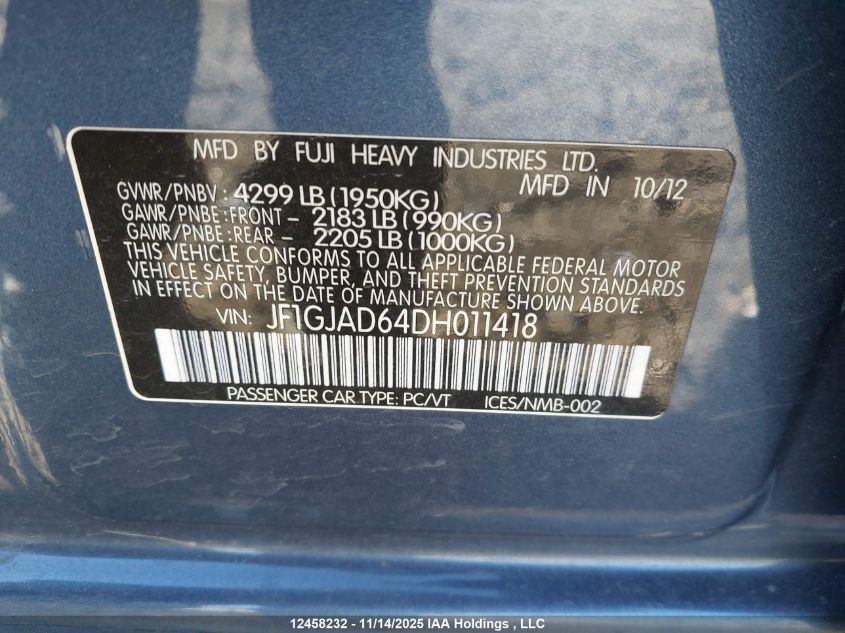 MFD BY FUJI HEAVY INDUSTRIES LTD.
MFD IN 10/12
GVWR/PNBV : 4299 LB (1950KG)
GAWR/PNBE :FRONT- 2183 LB (990KG)
GAWR/PNBE :REAR - 2205 LB (1000KG)
THIS VEHICLE CONFORMS TO ALL APPLICABLE FEDERAL MOTOR
VEHICLE SAFETY, BUMPER, AND THEFT PREVENTION STANDARDS
IN EFFECT ON THE DATE OF MANUFACTURE SHOWN ABOVE.
VIN: JF1GJAD64DH011418
PASSENGER CAR TYPE: PC/VT ICES/NMB-002
12458232 - 11/14/2025 IAA Holdings , LLC